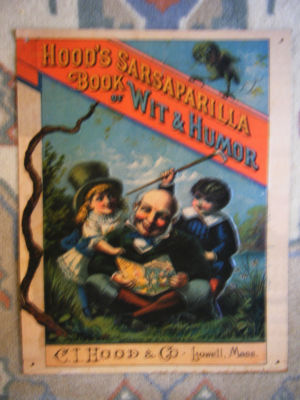 HOOD'S SARSAPARILLA
BOOK OF WIT & HUMOR
C.I. HOOD & CO. Lowell, Mass.